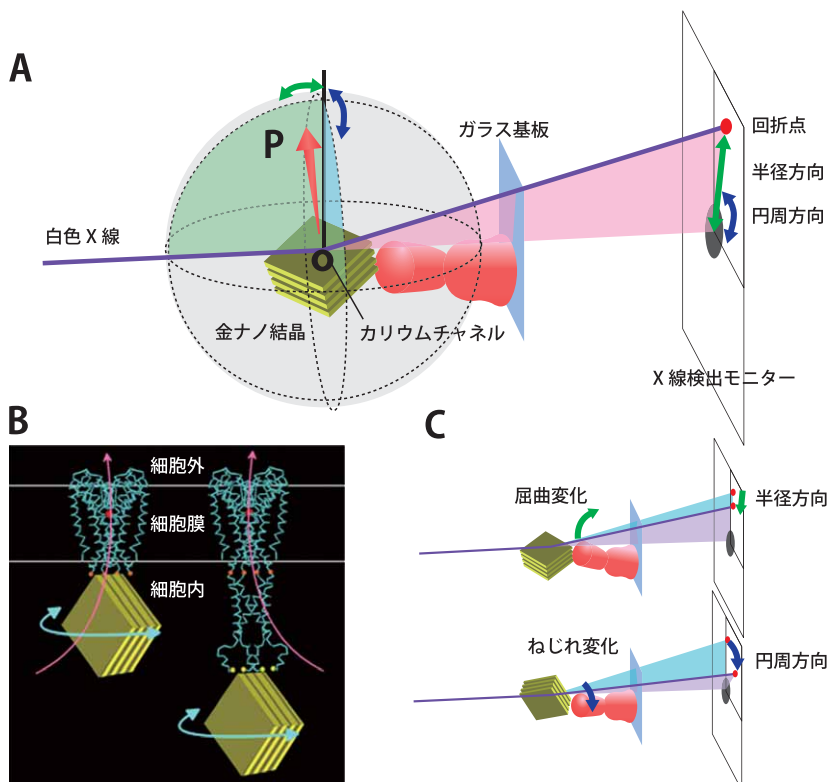 A
P
ガラス基板
回折点
半径方向
円周方向
白色 X 線
O
金ナノ結晶
カリウムチャネル
X 線検出モニター
B
細胞外
細胞膜
細胞内
C
屈曲変化
半径方向
ねじれ変化
円周方向